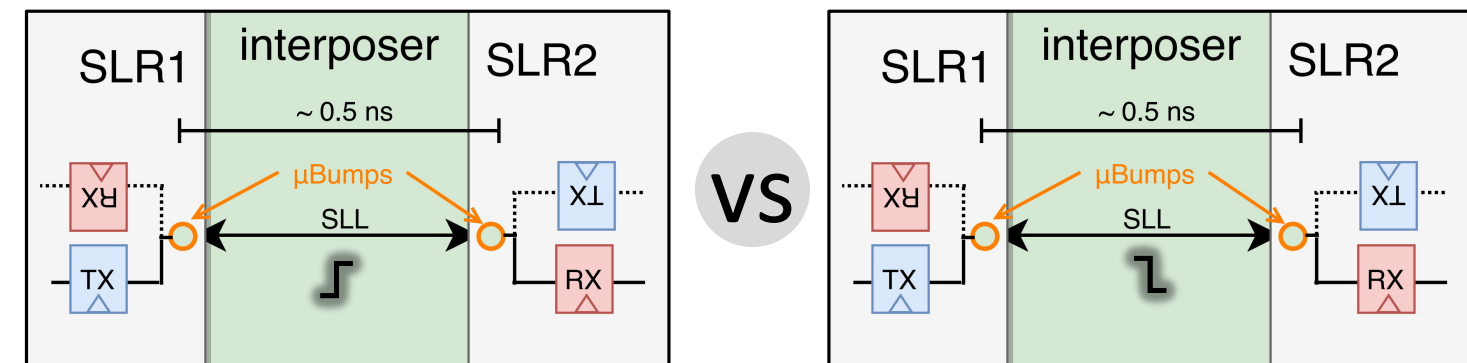 SLR1
interposer
SLR2
~ 0.5 ns
RX
µBumps
TX
SLL
TX
RX
vs
SLR1
interposer
SLR2
~ 0.5 ns
RX
µBumps
TX
SLL
TX
RX